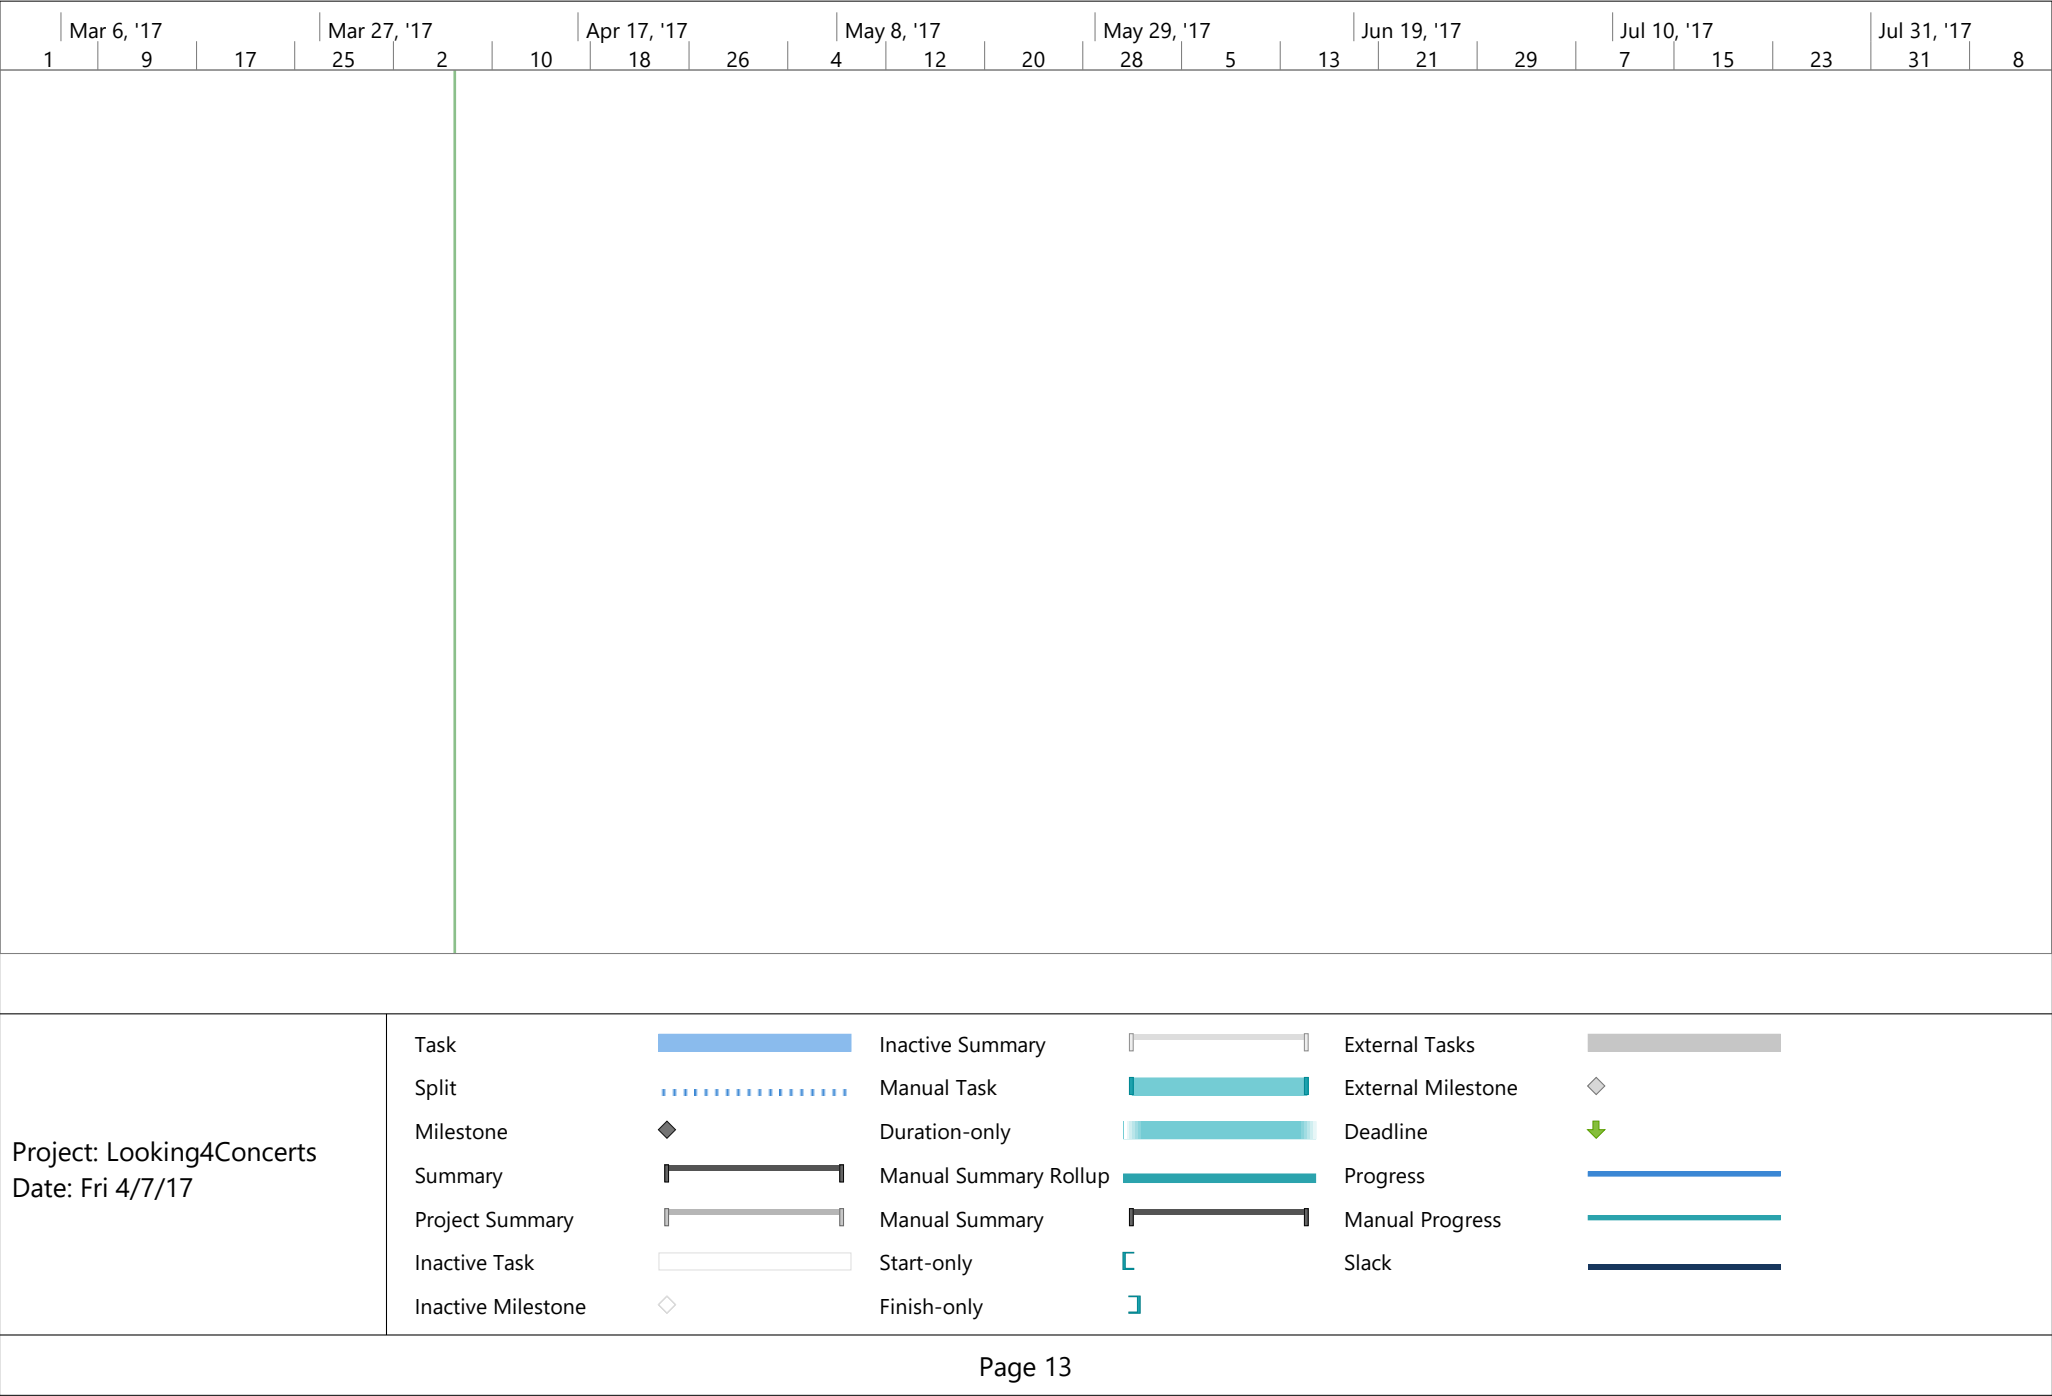 Mar 6, '17 Mar 27, '17 Apr 17, '17 May 8, '17 May 29, '17 Jun 19, '17 Jul 10, '17 Jul 31, '17
1 9 17 25 2 10 18 26 4 12 20 28 5 13 21 29 7 15 23 31 8
Project: Looking4Concerts
Date: Fri 4/7/17
Task
Split
Milestone
Summary
Project Summary
Inactive Task
Inactive Milestone
Inactive Summary
Manual Task
Duration-only
Manual Summary Rollup
Manual Summary
Start-only
Finish-only
External Tasks
External Milestone
Deadline
Progress
Manual Progress
Slack
Page 13